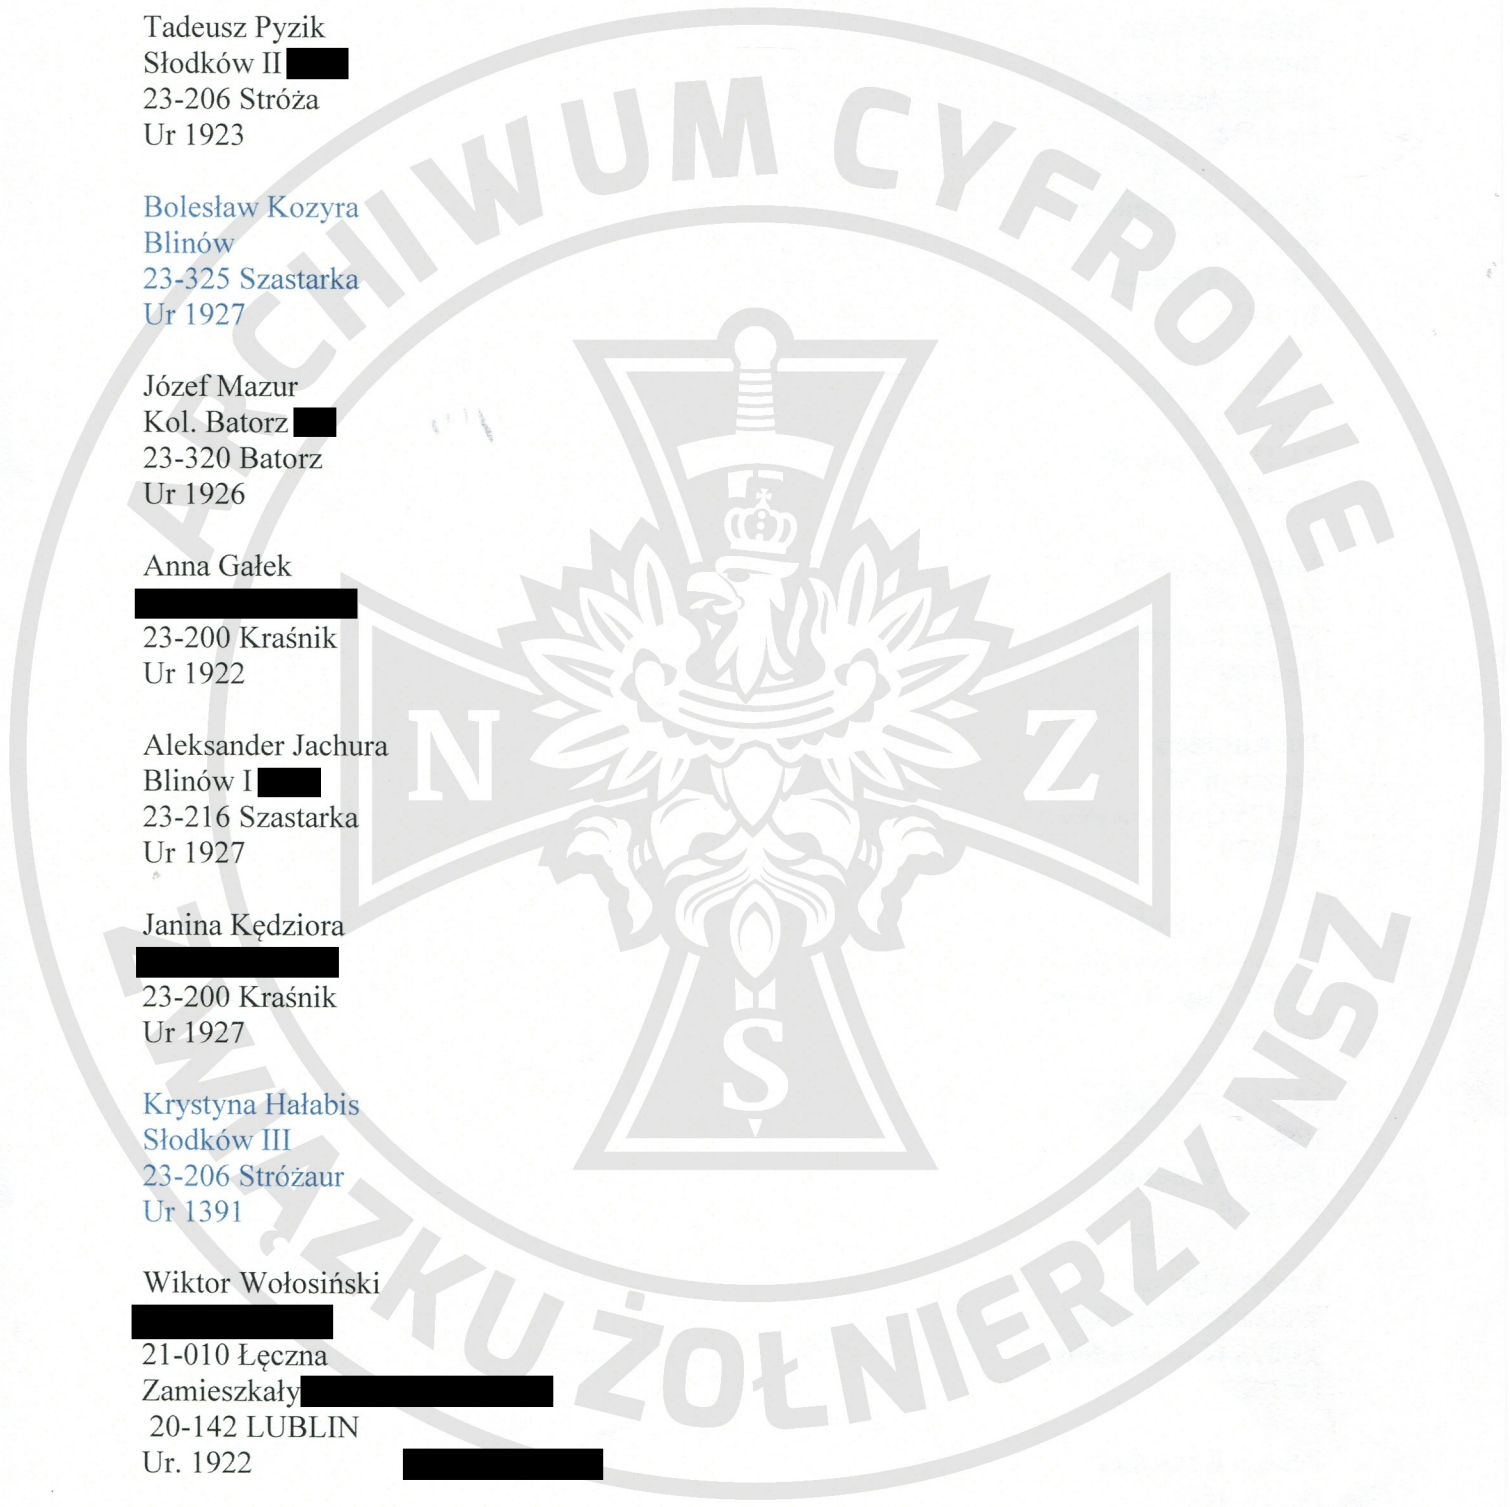 Tadeusz Pyzik
Słodków II
23-206 Stróża
Ur 1923
Bolesław Kozyra
Blinów
23-325 Szastarka
Ur 1927
Józef Mazur
Kol. Batorz
23-320 Batorz
Ur 1926
Anna Gałek
23-200 Kraśnik
Ur 1922
Aleksander Jachura
Blinów I
23-216 Szastarka
Ur 1927
Janina Kędziora
23-200 Kraśnik
Ur 1927
Krystyna Hałabis
Słodków III
23-206 Stróżaur
Ur 1391
Wiktor Wołosiński
21-010 Łęczna
Zamieszkały
20-142 LUBLIN
Ur. 1922
ARCHIWUM CYFROWE
ZWIĄZKU ŻOŁNIERZY NSZ
N
Z
S